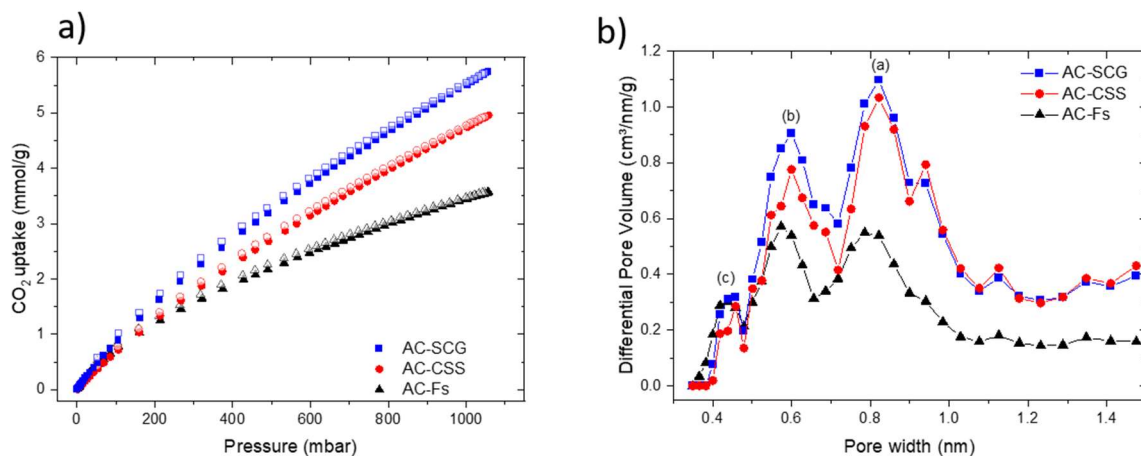 a)
CO₂ uptake (mmol/g)
6
5
4
3
2
1
0
AC-SCG
AC-CSS
AC-Fs
0 200 400 600 800 1000
Pressure (mbar)
b)
Differential Pore Volume (cm³/nm/g)
1.2
1.0
0.8
0.6
0.4
0.2
0.0
(a)
(b)
(c)
AC-SCG
AC-CSS
AC-Fs
0.4 0.6 0.8 1.0 1.2 1.4
Pore width (nm)